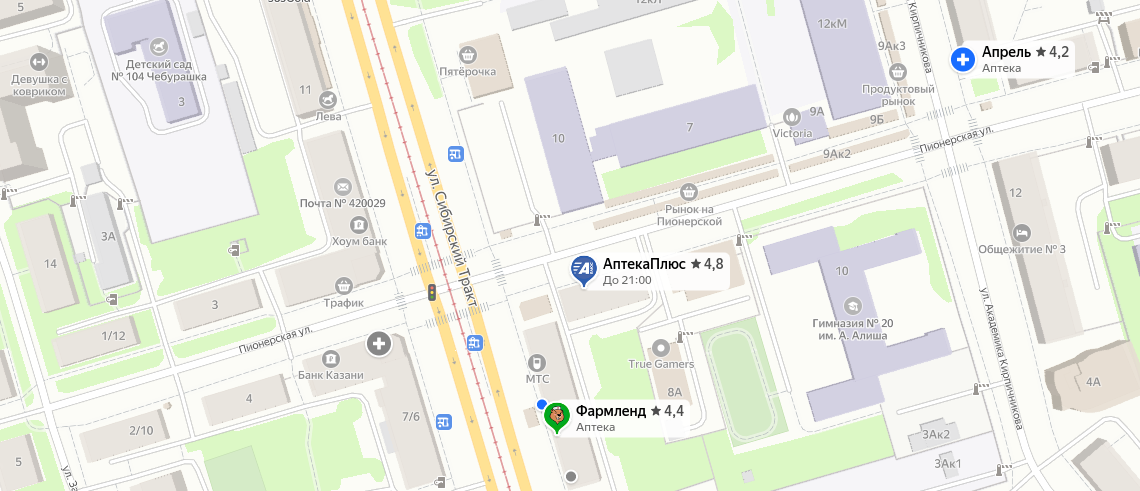 5
585Gold
12кЛ
12кМ
Кирпичникова
9Ак3
Апрель ★ 4,2
Аптека
Детский сад
№ 104 Чебурашка
Девушка с
ковриком
Пятёрочка
3
11
Лева
Продуктовый
рынок
10
7
9А
Victoria
9Б
9Ак2
Пионерская ул.
ул. Сибирский Тракт
Почта № 420029
12
Рынок на
Пионерской
3А
Хоум банк
Общежитие № 3
14
АптекаПлюс ★ 4,8
До 21:00
10
Трафик
3
1/12
Гимназия № 20
им. А. Алиша
ул. Академика Кирпичникова
Пионерская ул.
Банк Казани
МТС
True Gamers
4А
8А
4
Фармленд ★ 4,4
Аптека
7/6
2/10
3Ак2
3Ак1
5
ул. За